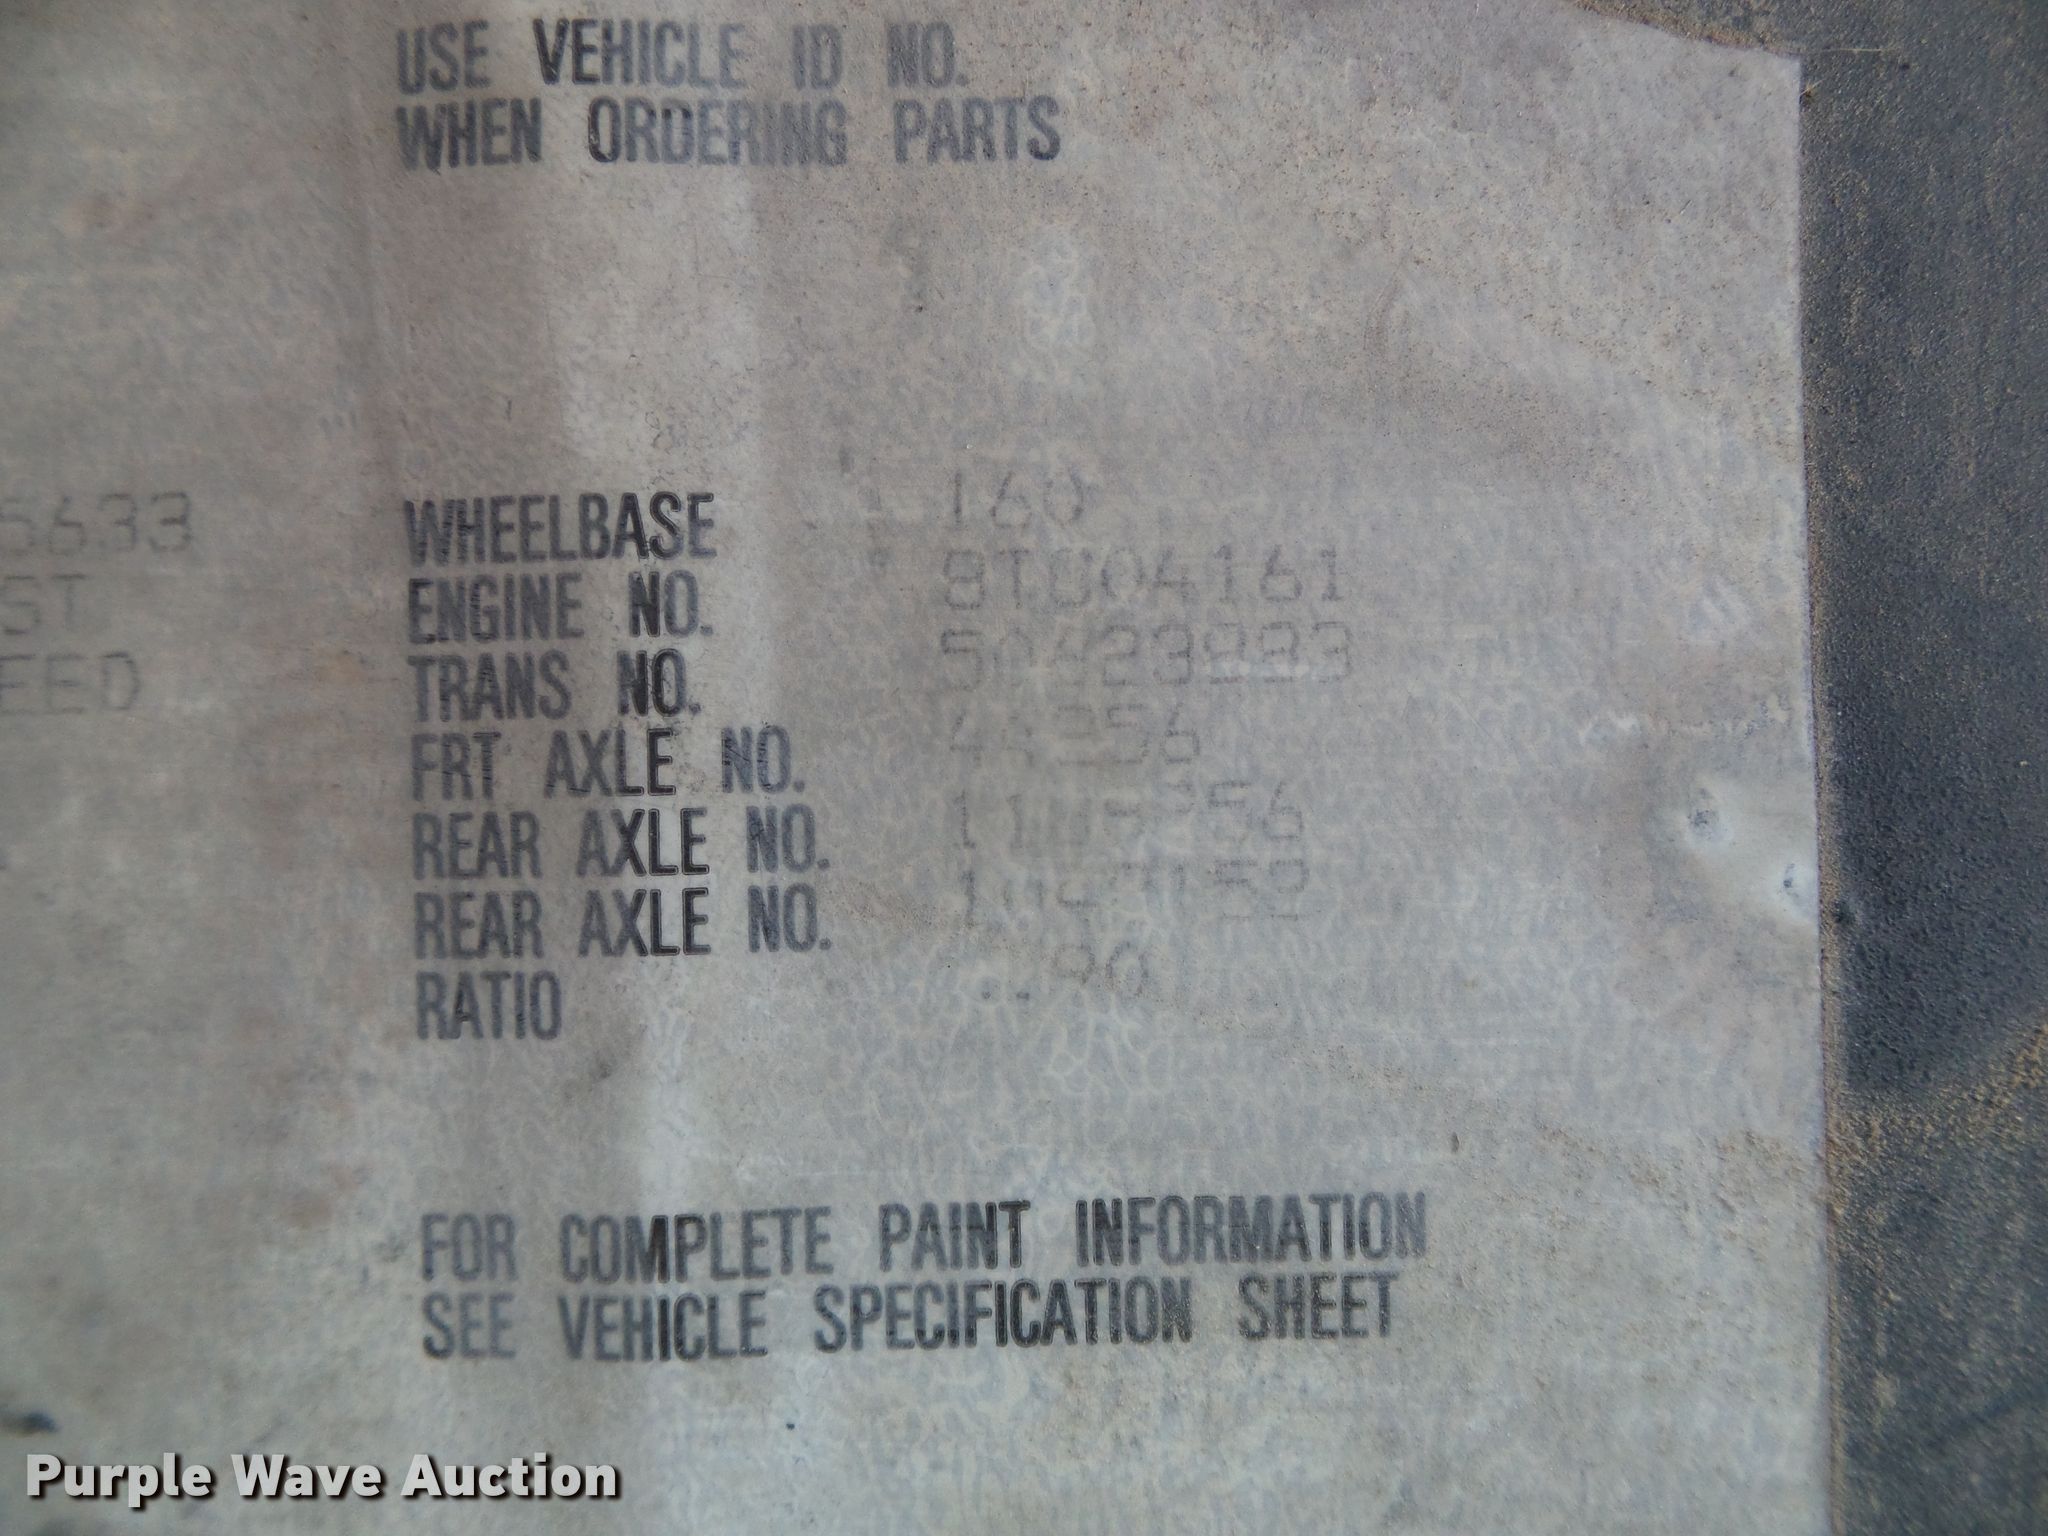 USE VEHICLE ID NO.
WHEN ORDERING PARTS
5633
ST
EED
WHEELBASE 160
ENGINE NO.
TRANS NO.
FRT AXLE NO.
REAR AXLE NO.
REAR AXLE NO.
RATIO
FOR COMPLETE PAINT INFORMATION
SEE VEHICLE SPECIFICATION SHEET
Purple Wave Auction